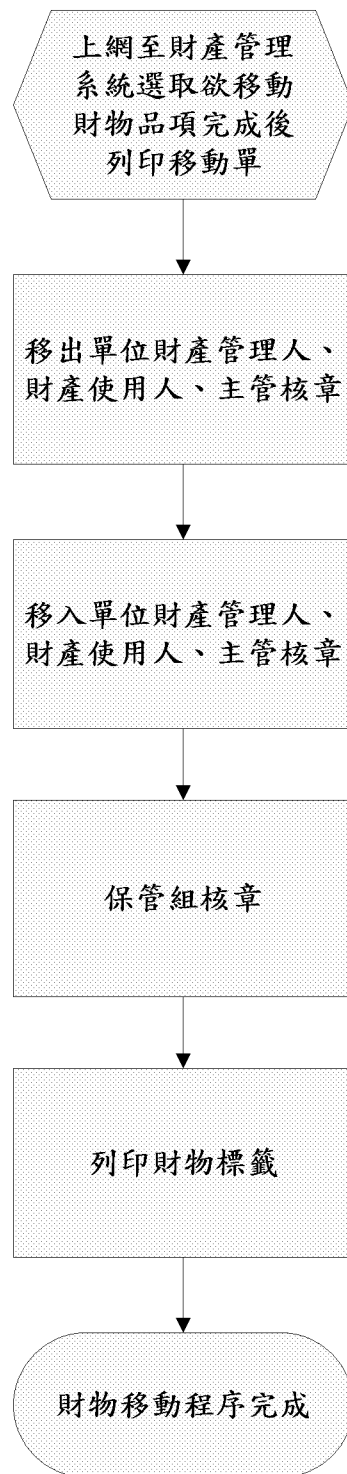 上網至財產管理
系統選取欲移動
財物品項完成後
列印移動單
移出單位財產管理人、
財產使用人、主管核章
移入單位財產管理人、
財產使用人、主管核章
保管組核章
列印財物標籤
財物移動程序完成